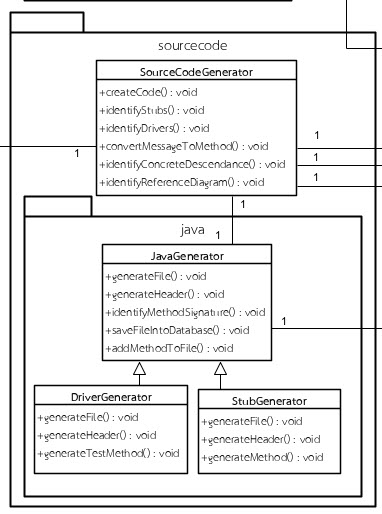 sourcecode
SourceCodeGenerator
+createCode() : void
+identifyStubs() : void
+identifyDrivers() : void
+convertMessageToMethod() : void
+identifyConcreteDescendance() : void
+identifyReferenceDiagram() : void
1
1
1
1
1
1
java
JavaGenerator
+generateFile() : void
+generateHeader() : void
+identifyMethodSignature() : void
+saveFileIntoDatabase() : void
+addMethodToFile() : void
1
DriverGenerator
+generateFile() : void
+generateHeader() : void
+generateTestMethod() : void
StubGenerator
+generateFile() : void
+generateHeader() : void
+generateMethod() : void